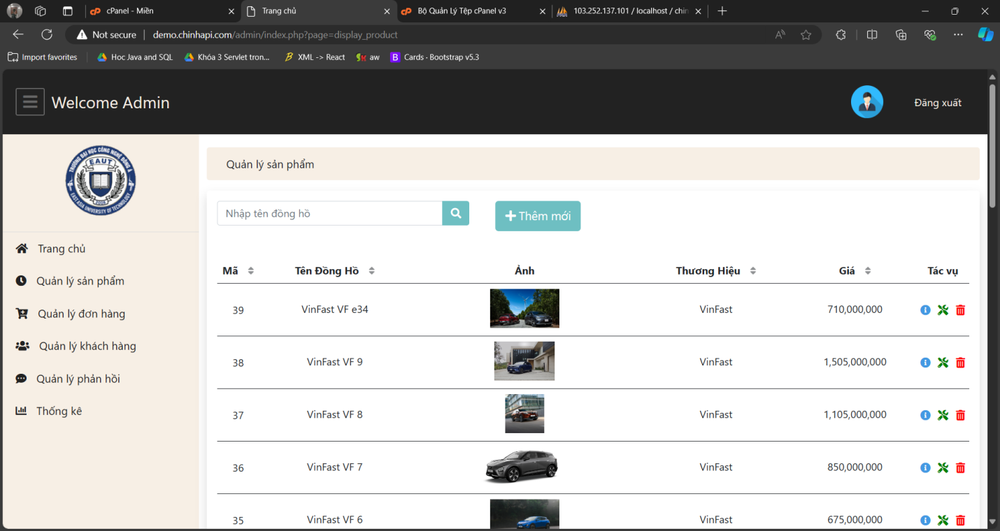 cPanel - Miền
Trang chủ
Bộ Quản Lý Tệp cPanel v3
103.252.137.101 / localhost / chin
Not secure
demo.chinhapi.com/admin/index.php?page=display_product
Import favorites
Hoc Java and SQL
Khóa 3 Servlet tron...
XML -> React
aw
B Cards · Bootstrap v5.3
Welcome Admin
Đăng xuất
TRƯỜNG ĐẠI HỌC CÔNG NGHỆ ĐÔNG Á
EAUT
EAST ASIA UNIVERSITY OF TECHNOLOGY
Trang chủ
Quản lý sản phẩm
Quản lý đơn hàng
Quản lý khách hàng
Quản lý phản hồi
Thống kê
Quản lý sản phẩm
Nhập tên đồng hồ
Thêm mới
Mã Tên Đồng Hồ Ảnh Thương Hiệu Giá Tác vụ
39 VinFast VF e34 VinFast 710,000,000
38 VinFast VF 9 VinFast 1,505,000,000
37 VinFast VF 8 VinFast 1,105,000,000
36 VinFast VF 7 VinFast 850,000,000
35 VinFast VF 6 VinFast 675,000,000